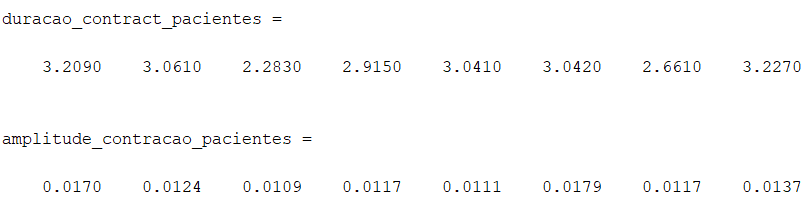 duracao_contract_pacientes =
3.2090 3.0610 2.2830 2.9150 3.0410 3.0420 2.6610 3.2270
amplitude_contracao_pacientes =
0.0170 0.0124 0.0109 0.0117 0.0111 0.0179 0.0117 0.0137